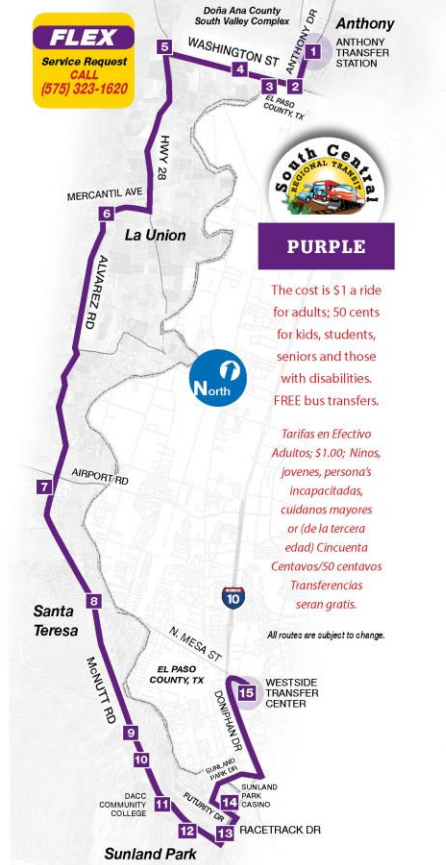 Doña Ana County
South Valley Complex
FLEX
Service Request
CALL
(575) 323-1620
ANTHONY DR
Anthony
1
ANTHONY
TRANSFER
STATION
5
WASHINGTON ST
4
3
2
EL PASO
COUNTY, TX
HWY 28
South Central
REGIONAL TRANSIT
MERCANTIL AVE
6
La Union
PURPLE
ALVAREZ RD
The cost is $1 a ride
for adults; 50 cents
for kids, students,
seniors and those
with disabilities.
FREE bus transfers.
North
Tarifas en Efectivo
Adultos; $1.00; Ninos,
jovenes, persona's
incapacitadas,
cuidanos mayores
or (de la tercera
edad) Cincuenta
Centavos/50 centavos
Transferencias
seran gratis.
AIRPORT RD
7
8
10
Santa
Teresa
N. MESA ST
All routes are subject to change.
EL PASO
COUNTY, TX
15
WESTSIDE
TRANSFER
CENTER
McNUTT RD
DONIPHAN DR
9
10
SUNLAND
PARK DR
DACC
COMMUNITY
COLLEGE
11
FUTURITY DR
14
SUNLAND
PARK
CASINO
12
13
RACETRACK DR
Sunland Park